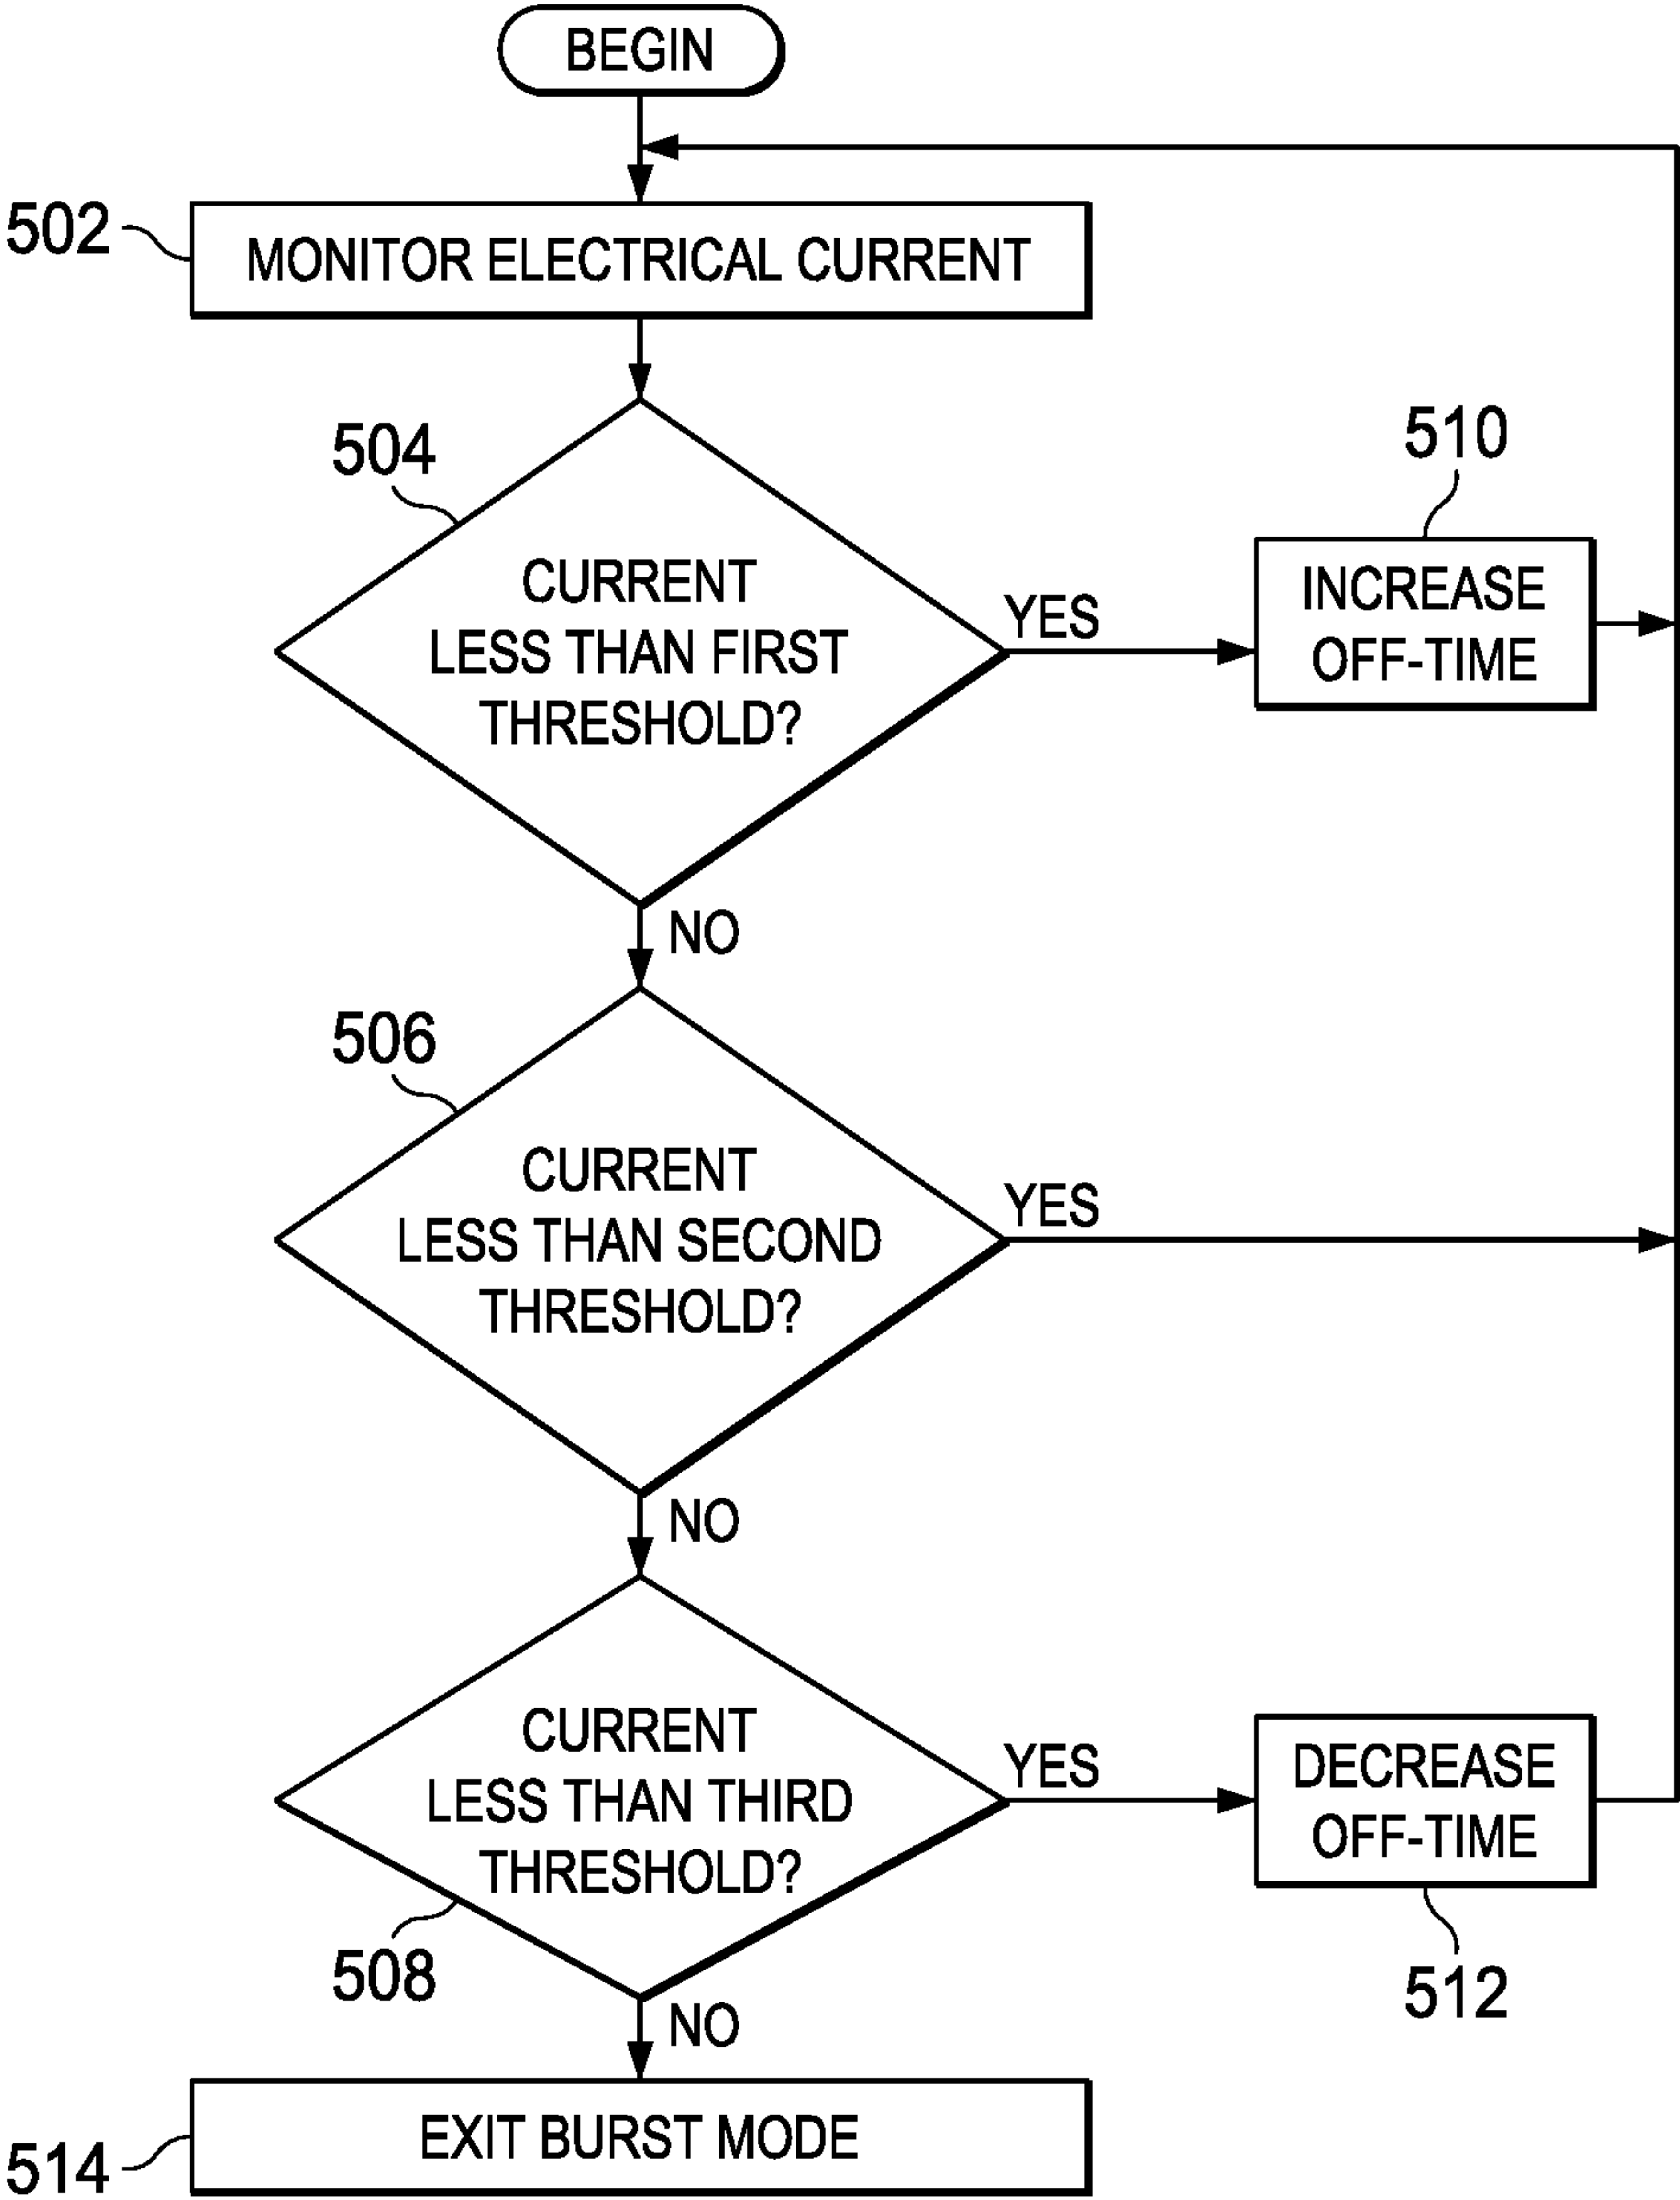 BEGIN
502
MONITOR ELECTRICAL CURRENT
504
CURRENT
LESS THAN FIRST
THRESHOLD?
YES
510
INCREASE
OFF-TIME
NO
506
CURRENT
LESS THAN SECOND
THRESHOLD?
YES
NO
CURRENT
LESS THAN THIRD
THRESHOLD?
508
YES
DECREASE
OFF-TIME
512
NO
EXIT BURST MODE
514